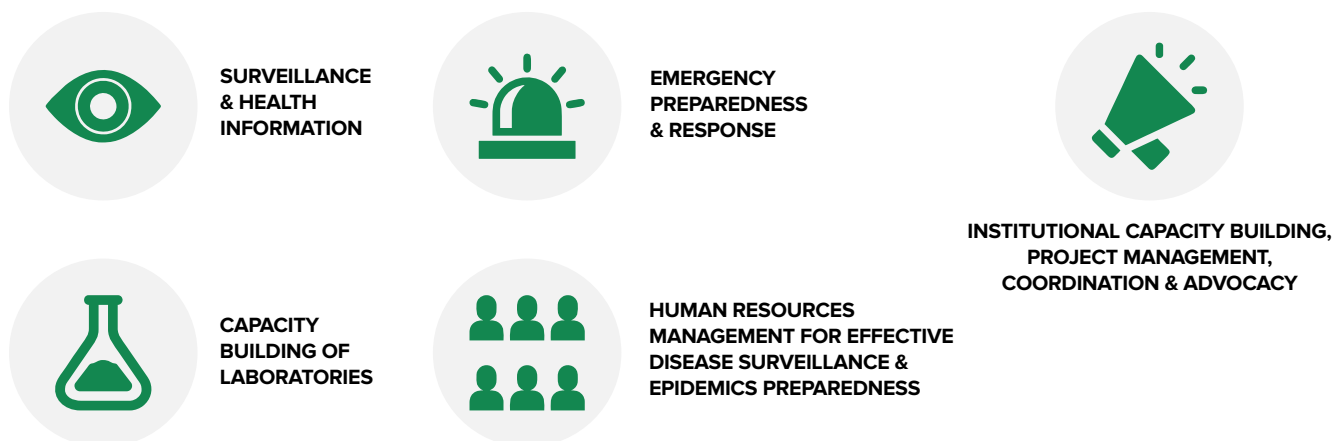 SURVEILLANCE
& HEALTH
INFORMATION
EMERGENCY
PREPAREDNESS
& RESPONSE
INSTITUTIONAL CAPACITY BUILDING,
PROJECT MANAGEMENT,
COORDINATION & ADVOCACY
CAPACITY
BUILDING OF
LABORATORIES
HUMAN RESOURCES
MANAGEMENT FOR EFFECTIVE
DISEASE SURVEILLANCE &
EPIDEMICS PREPAREDNESS